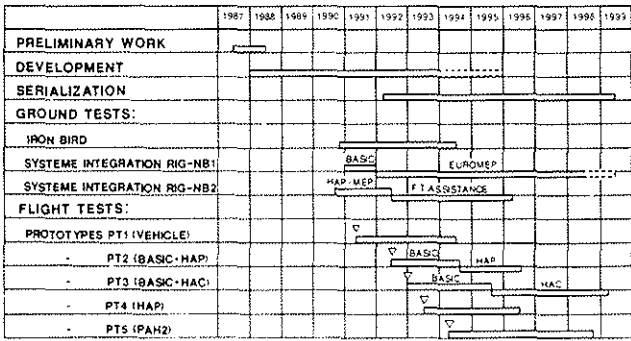 1987 1988 1989 1990 1991 1992 1993 1994 1995 1996 1997 1998 1999
PRELIMINARY WORK
DEVELOPMENT
SERIALIZATION
GROUND TESTS:
IRON BIRD
SYSTEME INTEGRATION RIG-NB1 BASIC EUROMEP
SYSTEME INTEGRATION RIG-NB2 HAP-MEP F.T ASSISTANCE
FLIGHT TESTS:
PROTOTYPES PT1 (VEHICLE)
- PT2 (BASIC+HAP) BASIC HAP
- PT3 (BASIC+HAC) BASIC HAC
- PT4 (HAP)
- PT5 (PAH2)